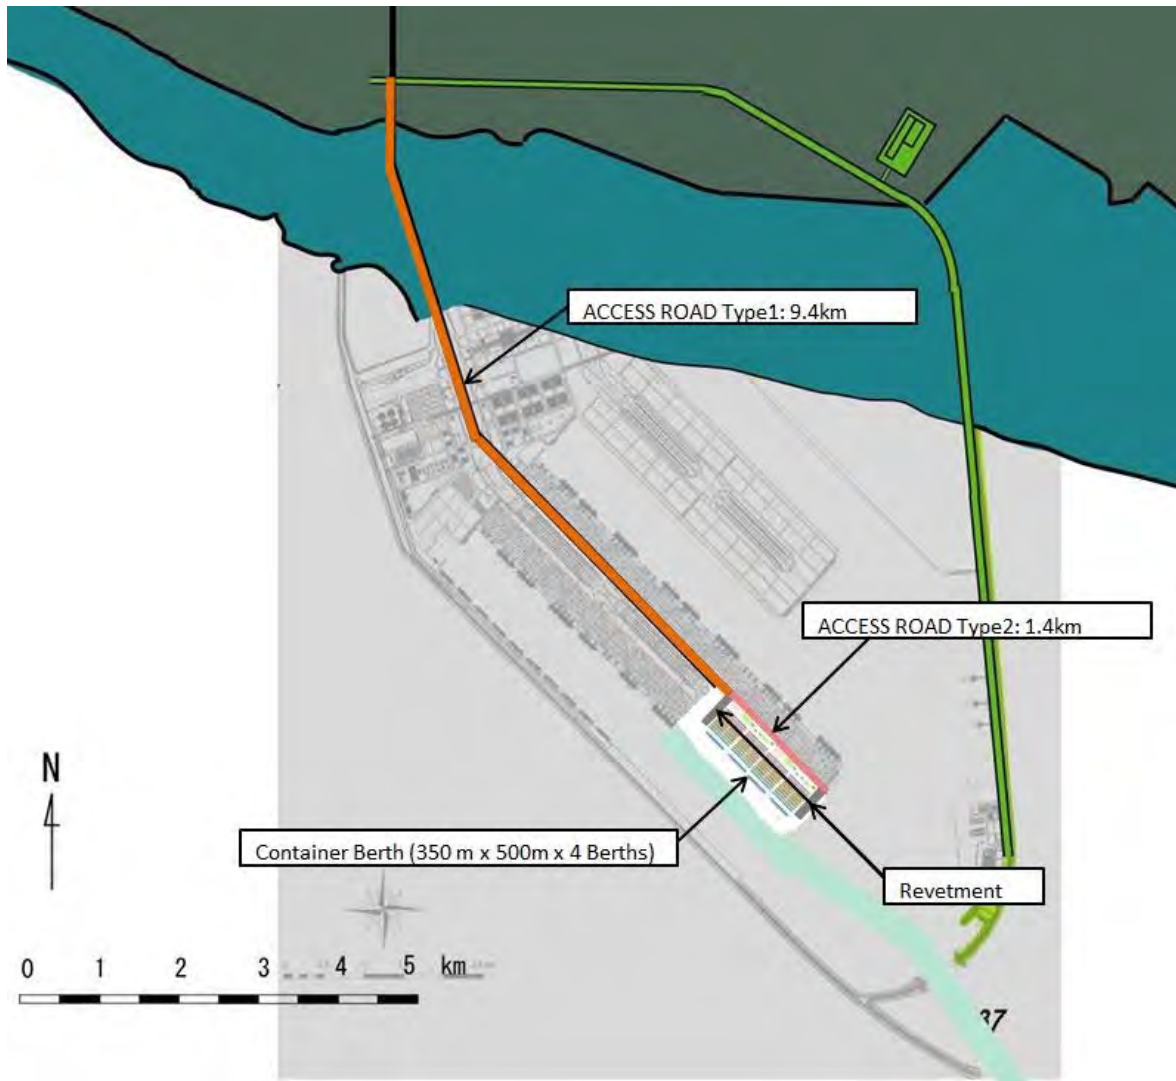 ACCESS ROAD Type1: 9.4km
ACCESS ROAD Type2: 1.4km
N
Container Berth (350 m x 500m x 4 Berths)
Revetment
0 1 2 3 4 5 km
37